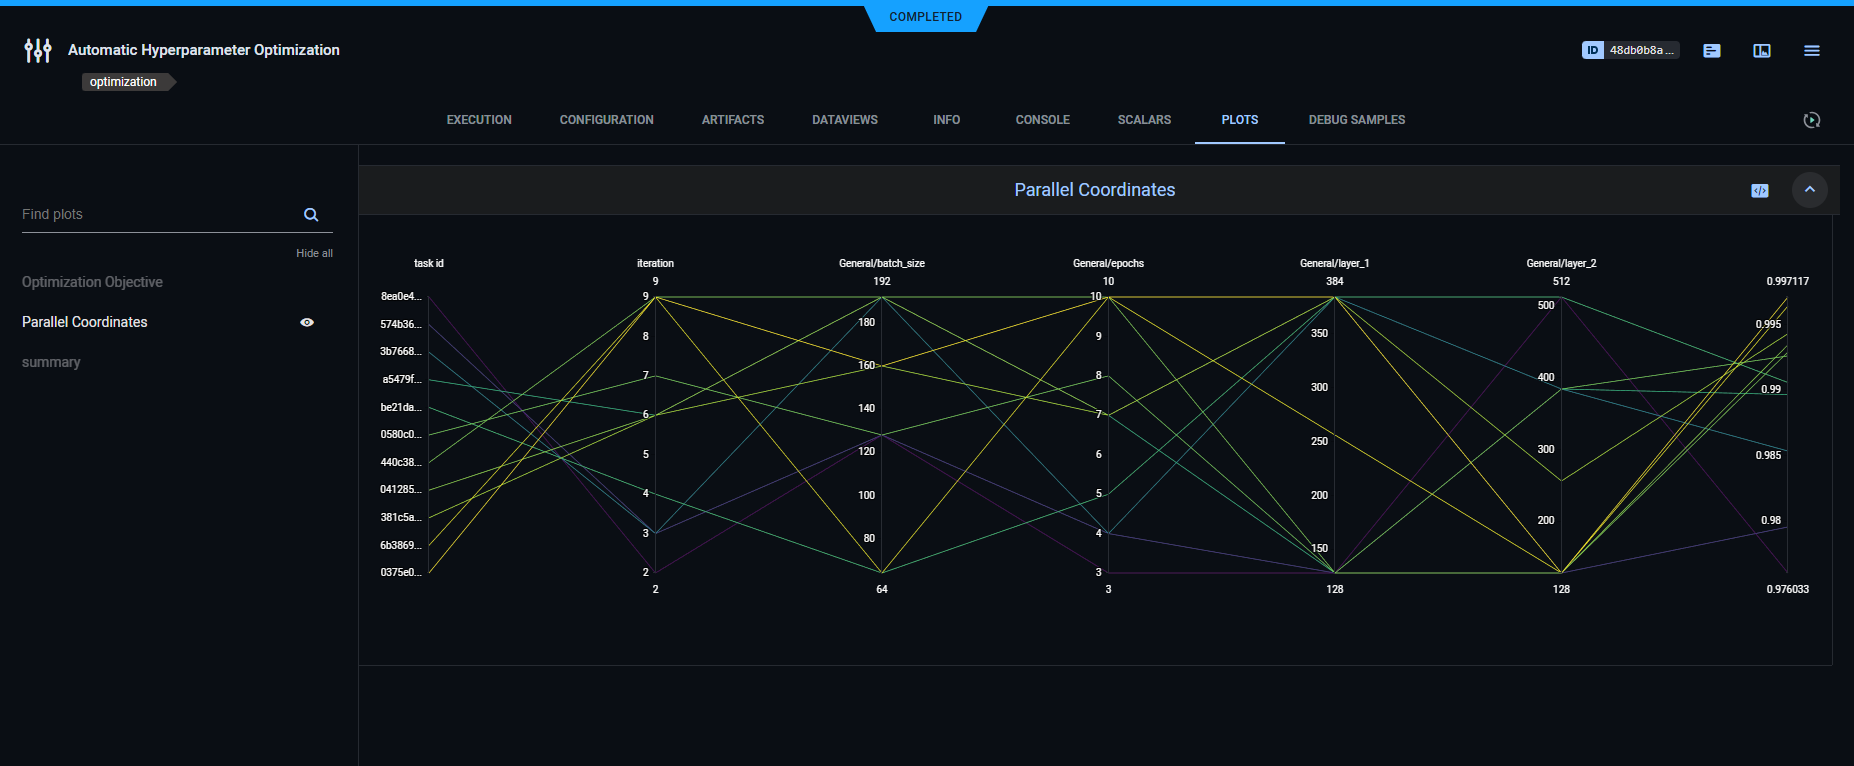 COMPLETED
Automatic Hyperparameter Optimization
optimization
ID 48db0b8a...
EXECUTION CONFIGURATION ARTIFACTS DATAVIEWS INFO CONSOLE SCALARS PLOTS DEBUG SAMPLES
Find plots
Hide all
Optimization Objective
Parallel Coordinates
summary
Parallel Coordinates
task id
8ea0e4...
574b36...
3b7668...
a5479f...
be21da...
0580c0...
440c38...
041285...
381c5a...
6b3869...
0375e0...
iteration
9
9
8
7
6
5
4
3
2
2
General/batch_size
192
180
160
140
120
100
80
64
General/epochs
10
10
9
8
7
6
5
4
3
3
General/layer_1
384
350
300
250
200
150
128
General/layer_2
512
500
400
300
200
128
0.997117
0.995
0.99
0.985
0.98
0.976033